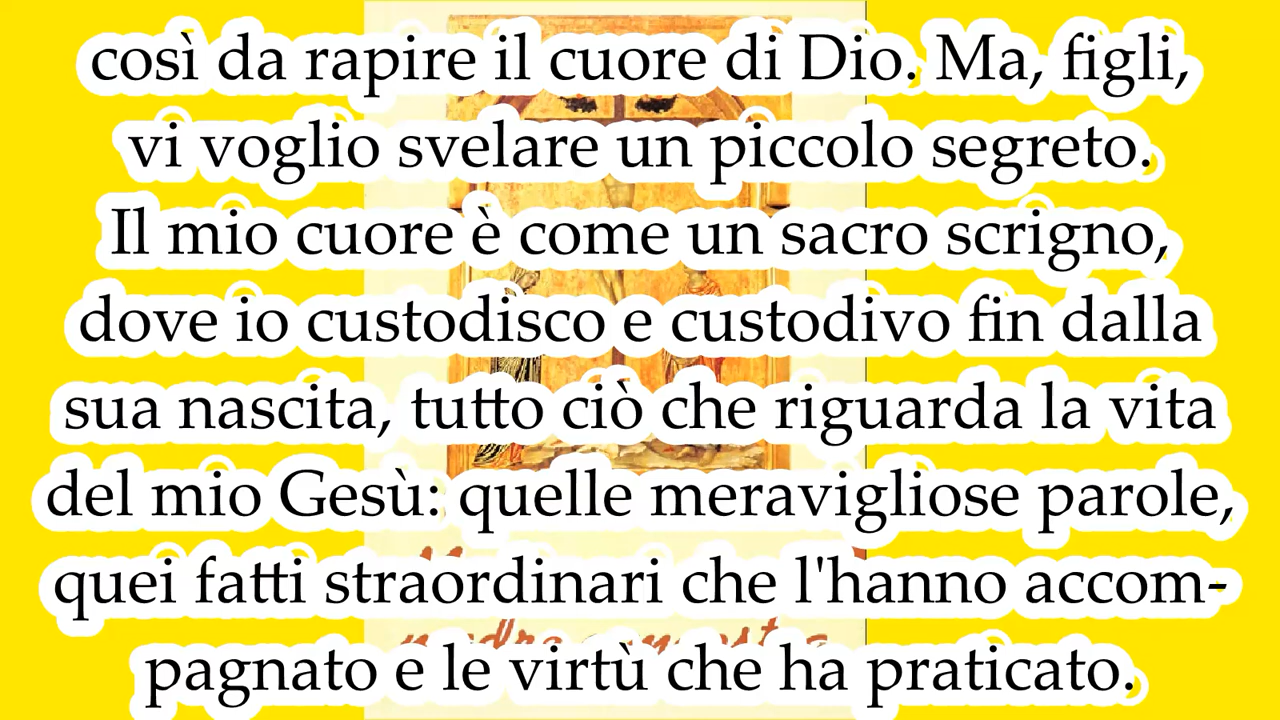 così da rapire il cuore di Dio. Ma, figli,
vi voglio svelare un piccolo segreto.
Il mio cuore è come un sacro scrigno,
dove io custodisco e custodivo fin dalla
sua nascita, tutto ciò che riguarda la vita
del mio Gesù: quelle meravigliose parole,
quei fatti straordinari che l'hanno accom-
pagnato e le virtù che ha praticato.